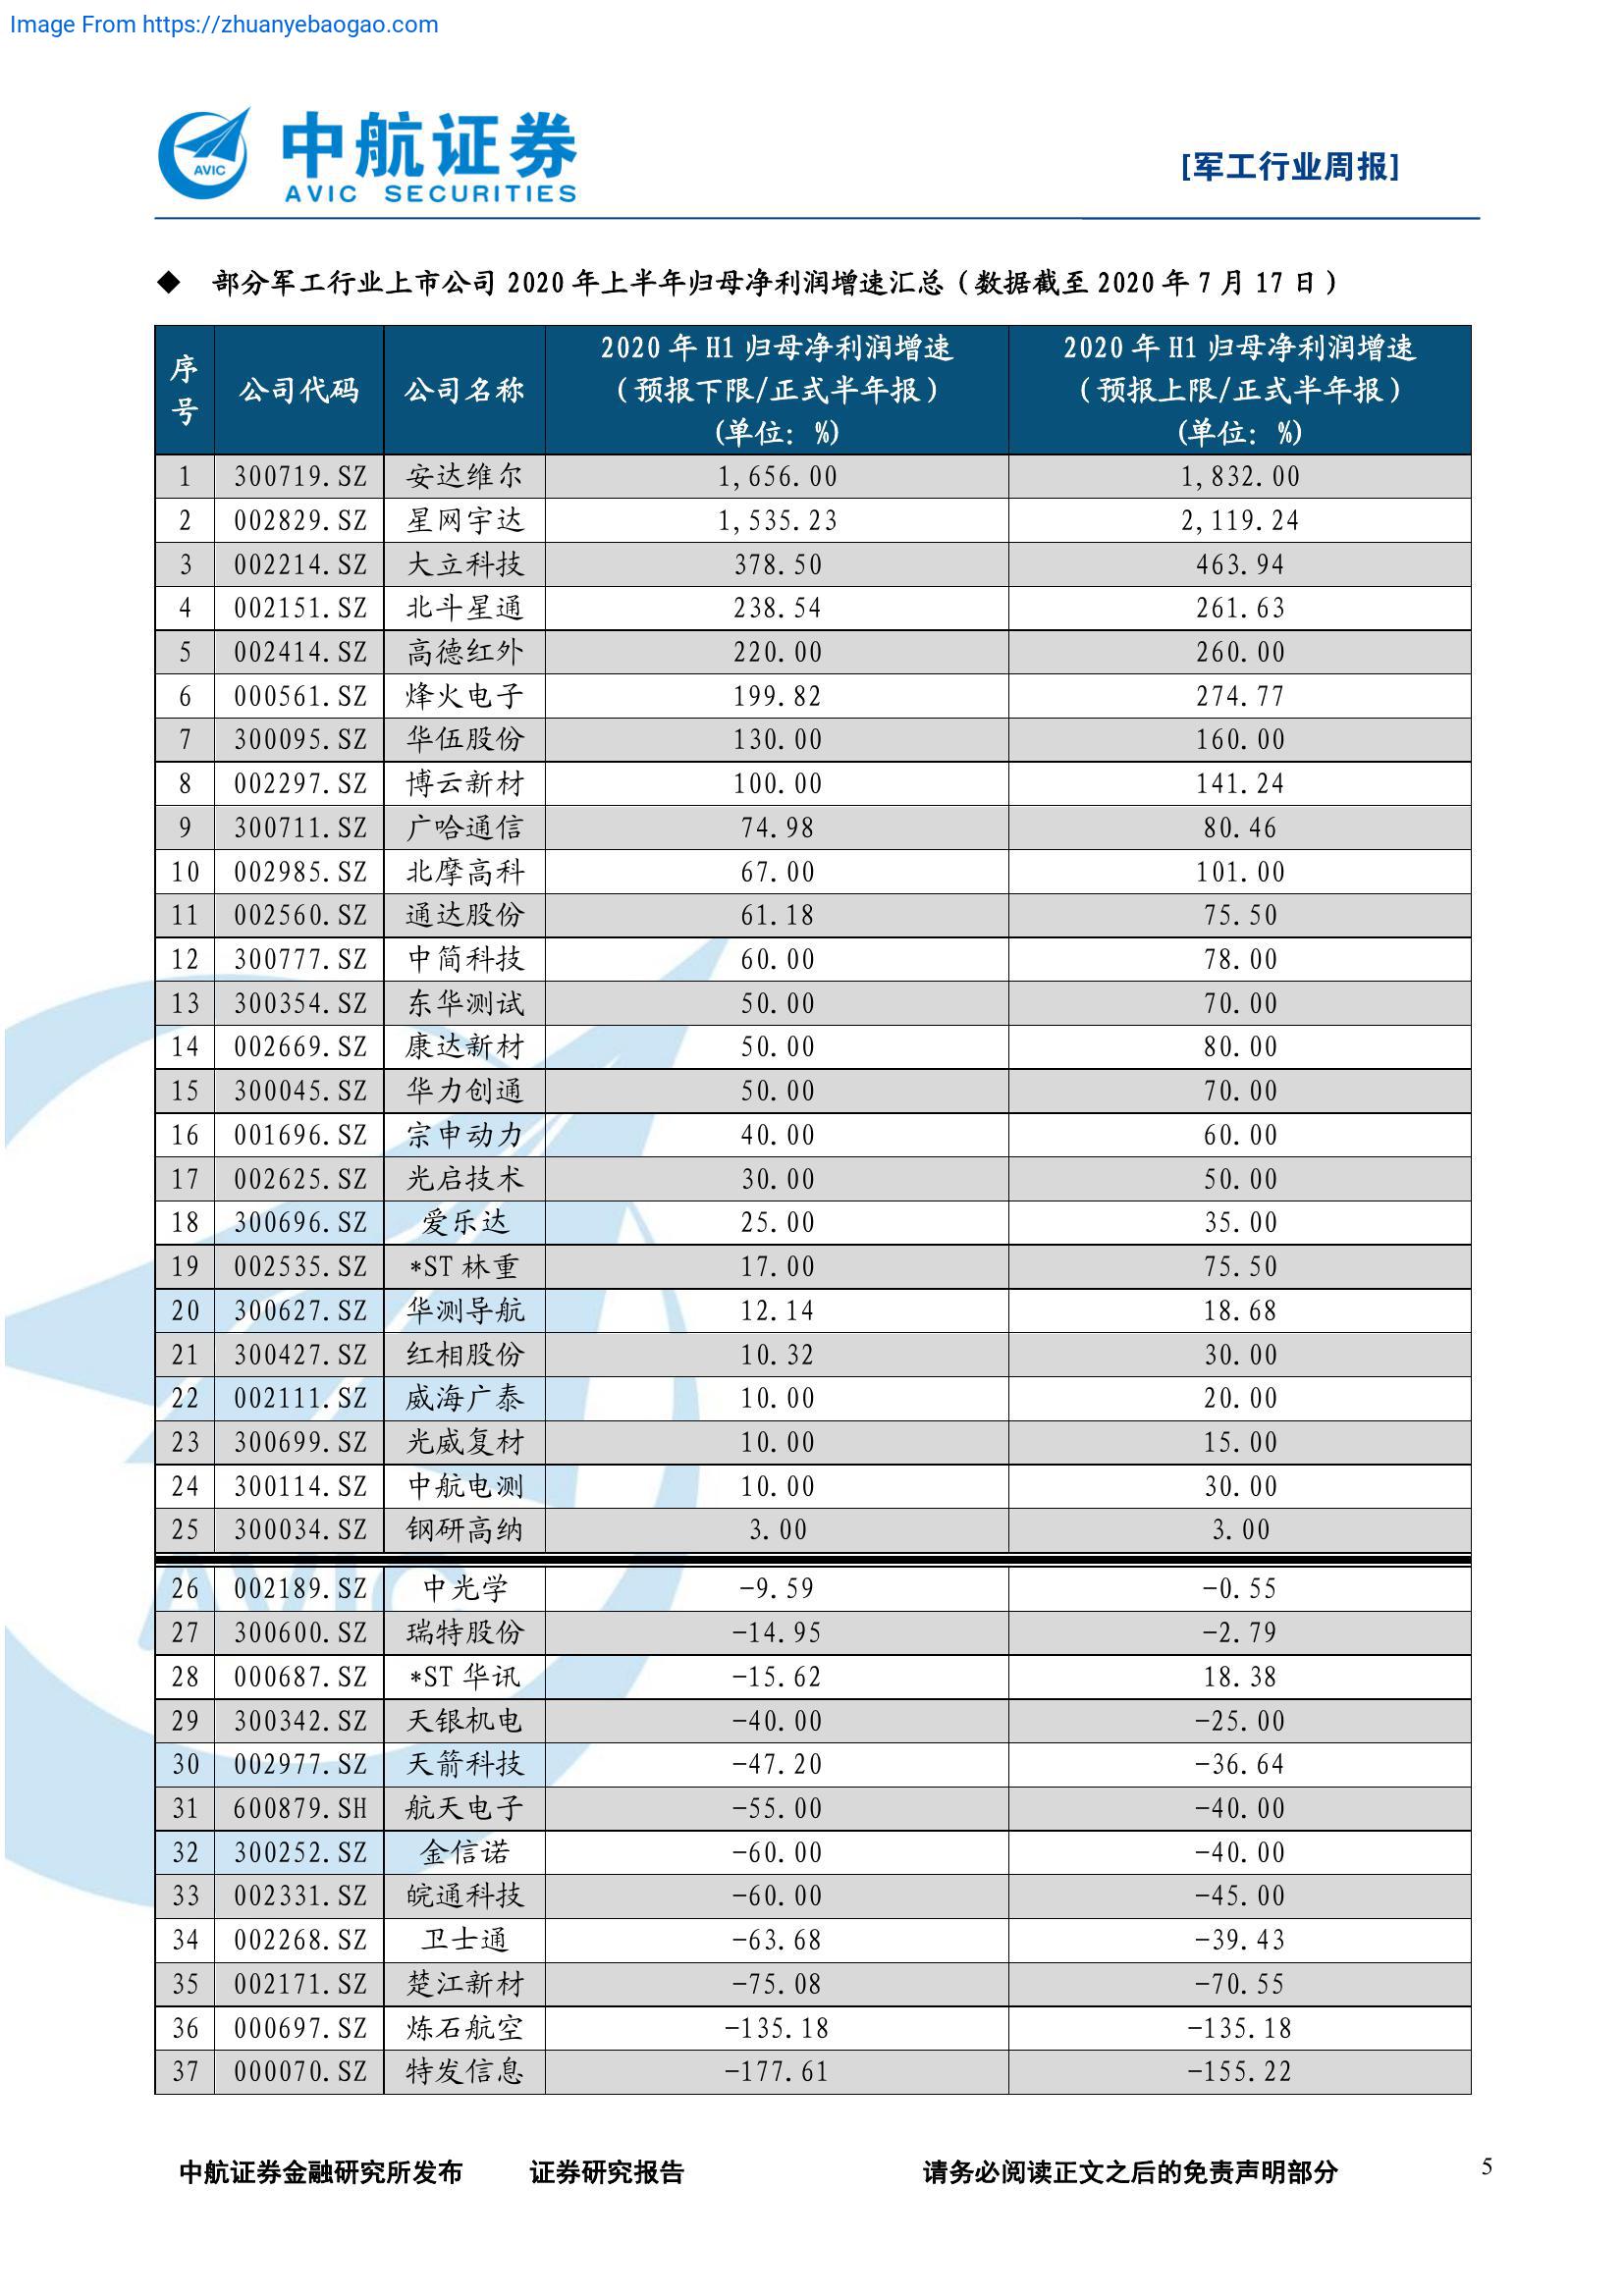 Image From https://zhuanyebaogao.com
中航证券
AVIC
AVIC SECURITIES
[军工行业周报]
◆ 部分军工行业上市公司 2020 年上半年归母净利润增速汇总（数据截至 2020 年 7 月 17 日）
序号 公司代码 公司名称 2020 年 H1 归母净利润增速（预报下限/正式半年报）(单位: %) 2020 年 H1 归母净利润增速（预报上限/正式半年报）(单位: %)
1 300719.SZ 安达维尔 1,656.00 1,832.00
2 002829.SZ 星网宇达 1,535.23 2,119.24
3 002214.SZ 大立科技 378.50 463.94
4 002151.SZ 北斗星通 238.54 261.63
5 002414.SZ 高德红外 220.00 260.00
6 000561.SZ 烽火电子 199.82 274.77
7 300095.SZ 华伍股份 130.00 160.00
8 002297.SZ 博云新材 100.00 141.24
9 300711.SZ 广哈通信 74.98 80.46
10 002985.SZ 北摩高科 67.00 101.00
11 002560.SZ 通达股份 61.18 75.50
12 300777.SZ 中简科技 60.00 78.00
13 300354.SZ 东华测试 50.00 70.00
14 002669.SZ 康达新材 50.00 80.00
15 300045.SZ 华力创通 50.00 70.00
16 001696.SZ 宗申动力 40.00 60.00
17 002625.SZ 光启技术 30.00 50.00
18 300696.SZ 爱乐达 25.00 35.00
19 002535.SZ *ST 林重 17.00 75.50
20 300627.SZ 华测导航 12.14 18.68
21 300427.SZ 红相股份 10.32 30.00
22 002111.SZ 威海广泰 10.00 20.00
23 300699.SZ 光威复材 10.00 15.00
24 300114.SZ 中航电测 10.00 30.00
25 300034.SZ 钢研高纳 3.00 3.00
26 002189.SZ 中光学 -9.59 -0.55
27 300600.SZ 瑞特股份 -14.95 -2.79
28 000687.SZ *ST 华讯 -15.62 18.38
29 300342.SZ 天银机电 -40.00 -25.00
30 002977.SZ 天箭科技 -47.20 -36.64
31 600879.SH 航天电子 -55.00 -40.00
32 300252.SZ 金信诺 -60.00 -40.00
33 002331.SZ 皖通科技 -60.00 -45.00
34 002268.SZ 卫士通 -63.68 -39.43
35 002171.SZ 楚江新材 -75.08 -70.55
36 000697.SZ 炼石航空 -135.18 -135.18
37 000070.SZ 特发信息 -177.61 -155.22
中航证券金融研究所发布 证券研究报告 请务必阅读正文之后的免责声明部分 5